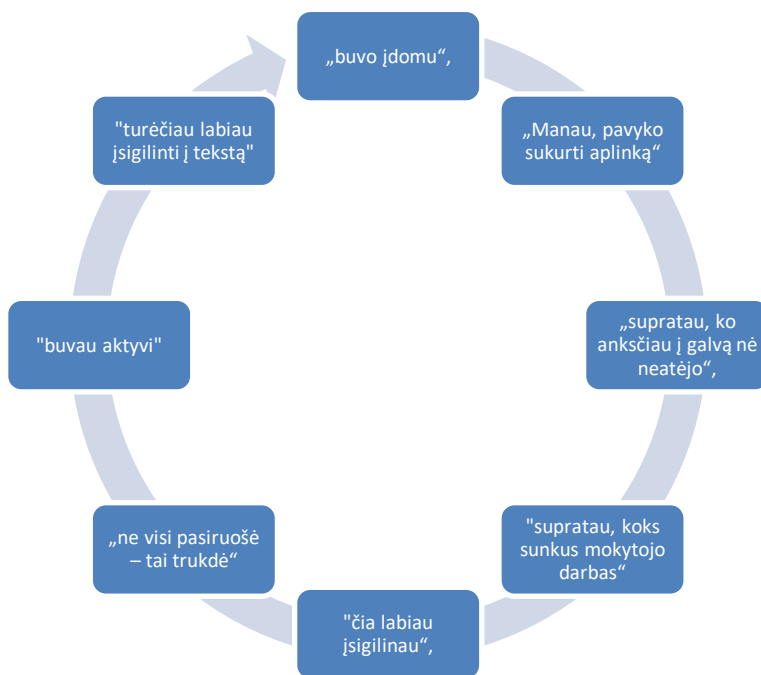 „buvo įdomu“,
„Manau, pavyko
sukurti aplinką“
„supratau, ko
anksčiau į galvą nė
neatėjo“,
"supratau, koks
sunkus mokytojo
darbas“
"čia labiau
įsigilinau“,
„ne visi pasiruošė
– tai trukdė“
"buvau aktyvi"
"turėčiau labiau
įsigilinti į tekstą"